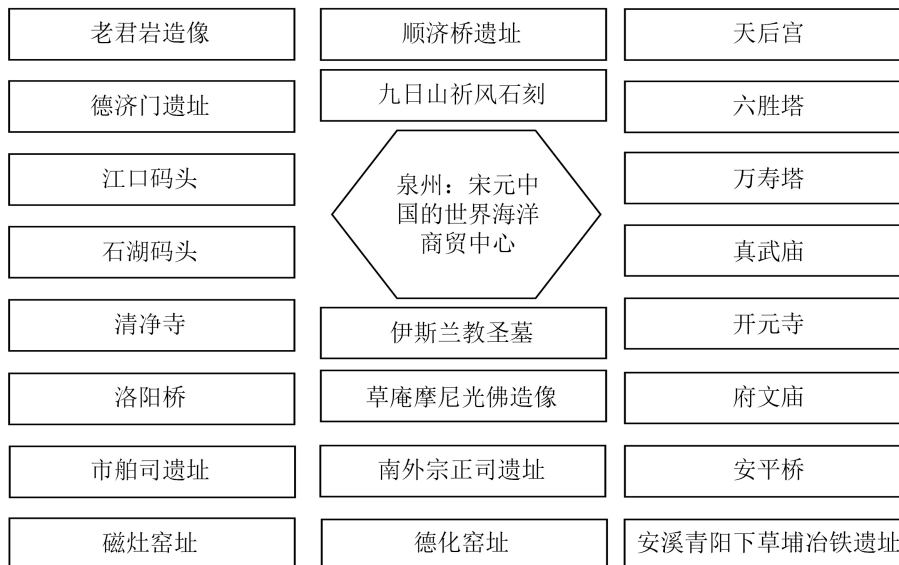 老君岩造像
顺济桥遗址
天后宫
德济门遗址
九日山祈风石刻
六胜塔
江口码头
泉州：宋元中
国的世界海洋
商贸中心
万寿塔
石湖码头
真武庙
清净寺
伊斯兰教圣墓
开元寺
洛阳桥
草庵摩尼光佛造像
府文庙
市舶司遗址
南外宗正司遗址
安平桥
磁灶窑址
德化窑址
安溪青阳下草埔冶铁遗址